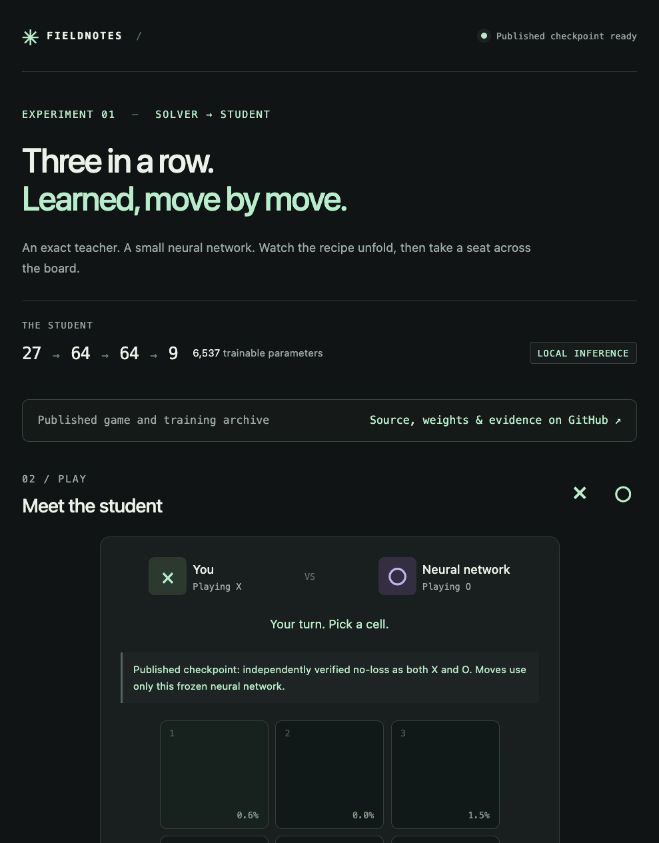 FIELDNOTES /
Published checkpoint ready
EXPERIMENT 01 — SOLVER → STUDENT
Three in a row.
Learned, move by move.
An exact teacher. A small neural network. Watch the recipe unfold, then take a seat across
the board.
THE STUDENT
27 → 64 → 64 → 9 6,537 trainable parameters
LOCAL INFERENCE
Published game and training archive
Source, weights & evidence on GitHub ↗
02 / PLAY
Meet the student
You
Playing X
VS
Neural network
Playing O
Your turn. Pick a cell.
Published checkpoint: independently verified no-loss as both X and O. Moves use
only this frozen neural network.
1
2
3
0.6%
0.0%
1.5%